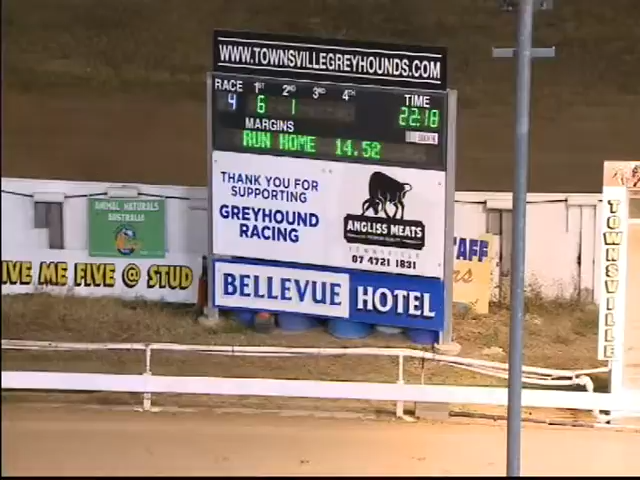 WWW.TOWNSVILLEGREYHOUNDS.COM
RACE 1ST 2ND 3RD 4TH TIME
4 6 1 22:18
MARGINS
RUN HOME 14.52
THANK YOU FOR
SUPPORTING
GREYHOUND
RACING
ANGLISS MEATS
TOWNSVILLE
07 4721 1831
BELLEVUE HOTEL
ANIMAL NATURALS
AUSTRALIA
IVE ME FIVE @ STUD
TAFF
TOWNSVILLE